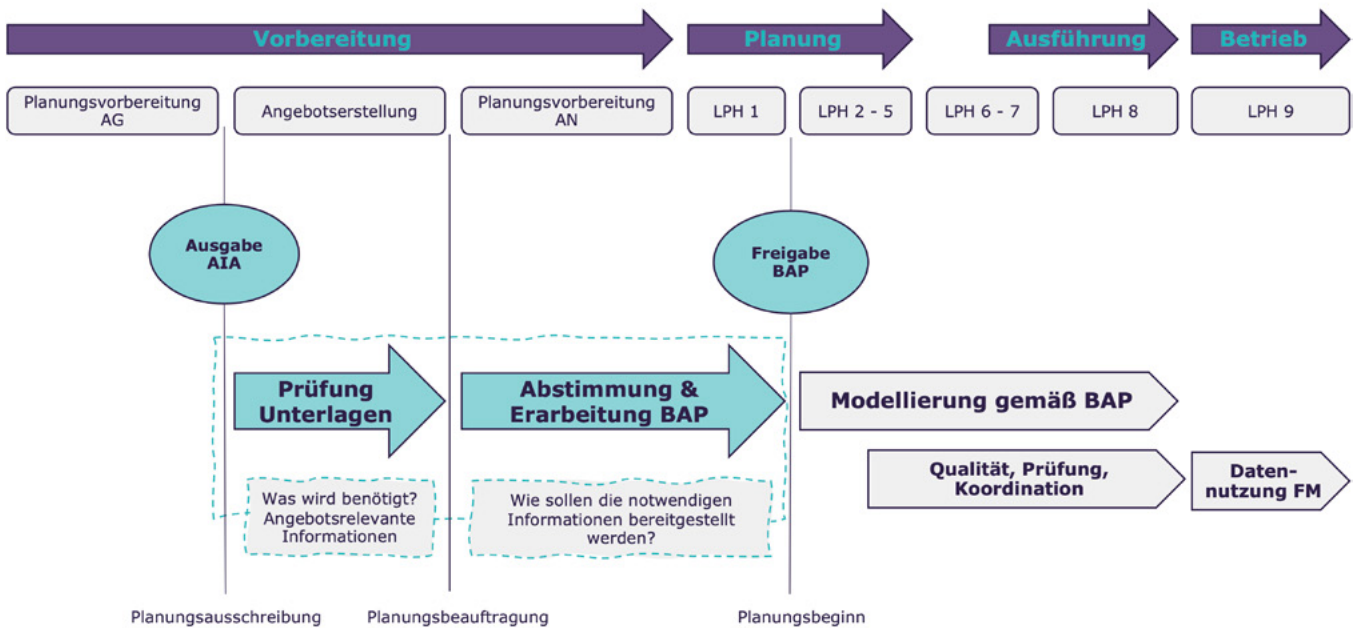 Vorbereitung
Planung
Ausführung
Betrieb
Planungsvorbereitung
AG
Angebotserstellung
Planungsvorbereitung
AN
LPH 1
LPH 2 - 5
LPH 6 - 7
LPH 8
LPH 9
Ausgabe
AIA
Freigabe
BAP
Prüfung
Unterlagen
Abstimmung &
Erarbeitung BAP
Modellierung gemäß BAP
Qualität, Prüfung,
Koordination
Daten-
nutzung FM
Was wird benötigt?
Angebotsrelevante
Informationen
Wie sollen die notwendigen
Informationen bereitgestellt
werden?
Planungsausschreibung
Planungsbeauftragung
Planungsbeginn